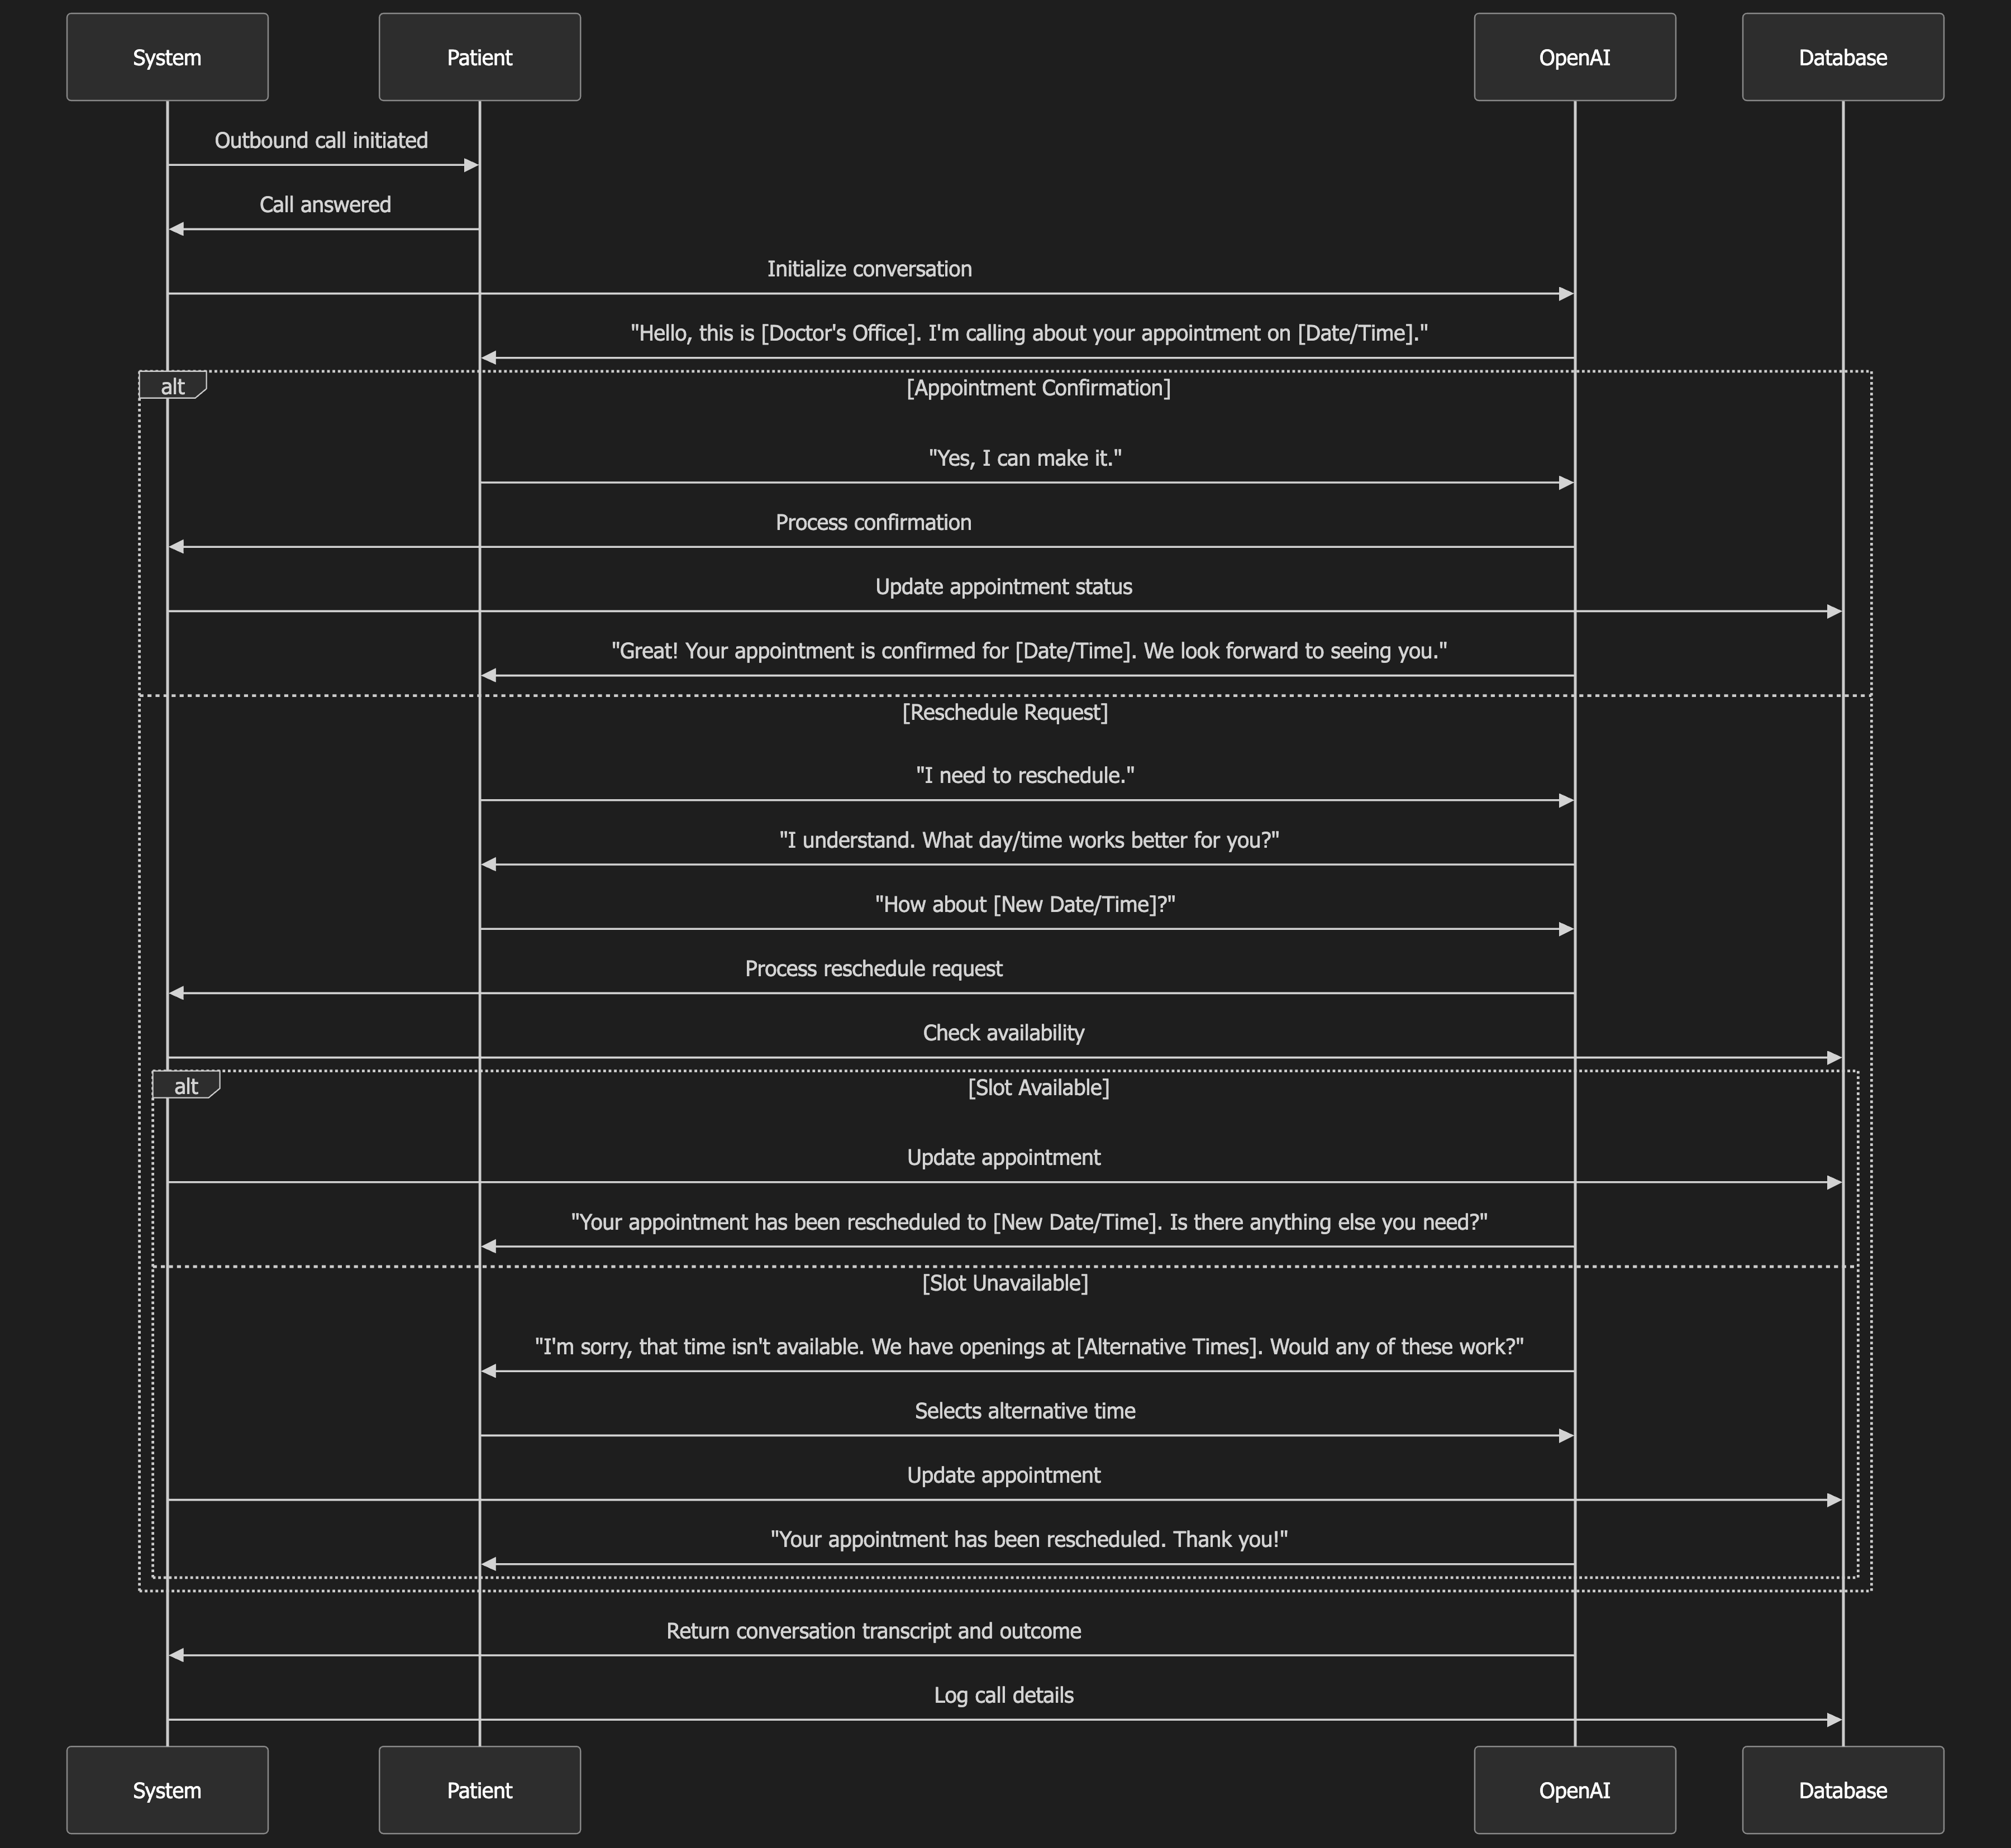 System
Patient
OpenAI
Database
Outbound call initiated
Call answered
Initialize conversation
"Hello, this is [Doctor's Office]. I'm calling about your appointment on [Date/Time]."
alt
[Appointment Confirmation]
"Yes, I can make it."
Process confirmation
Update appointment status
"Great! Your appointment is confirmed for [Date/Time]. We look forward to seeing you."
[Reschedule Request]
"I need to reschedule."
"I understand. What day/time works better for you?"
"How about [New Date/Time]?"
Process reschedule request
Check availability
alt
[Slot Available]
Update appointment
"Your appointment has been rescheduled to [New Date/Time]. Is there anything else you need?"
[Slot Unavailable]
"I'm sorry, that time isn't available. We have openings at [Alternative Times]. Would any of these work?"
Selects alternative time
Update appointment
"Your appointment has been rescheduled. Thank you!"
Return conversation transcript and outcome
Log call details
System
Patient
OpenAI
Database